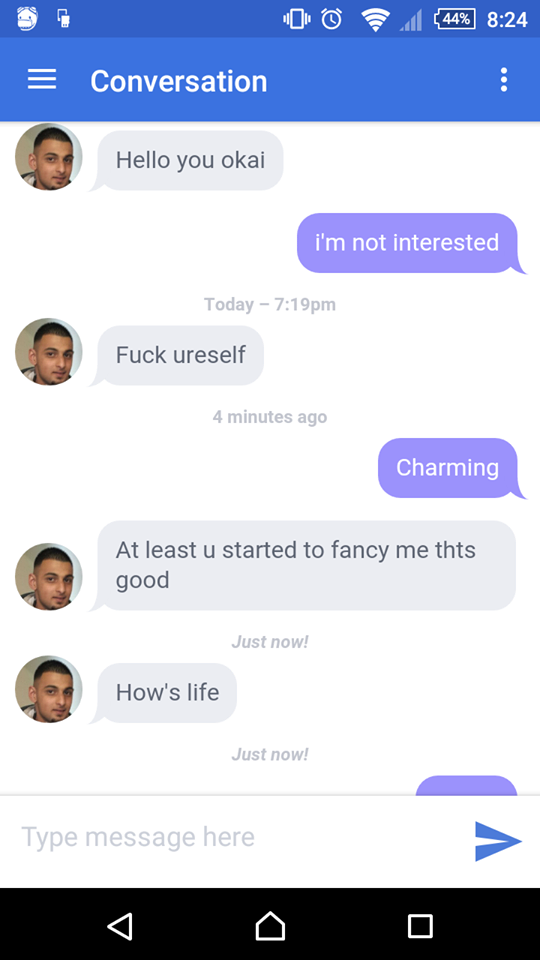 44% 8:24
Conversation
Hello you okai
i'm not interested
Today – 7:19pm
Fuck ureself
4 minutes ago
Charming
At least u started to fancy me thts
good
Just now!
How's life
Just now!
Type message here